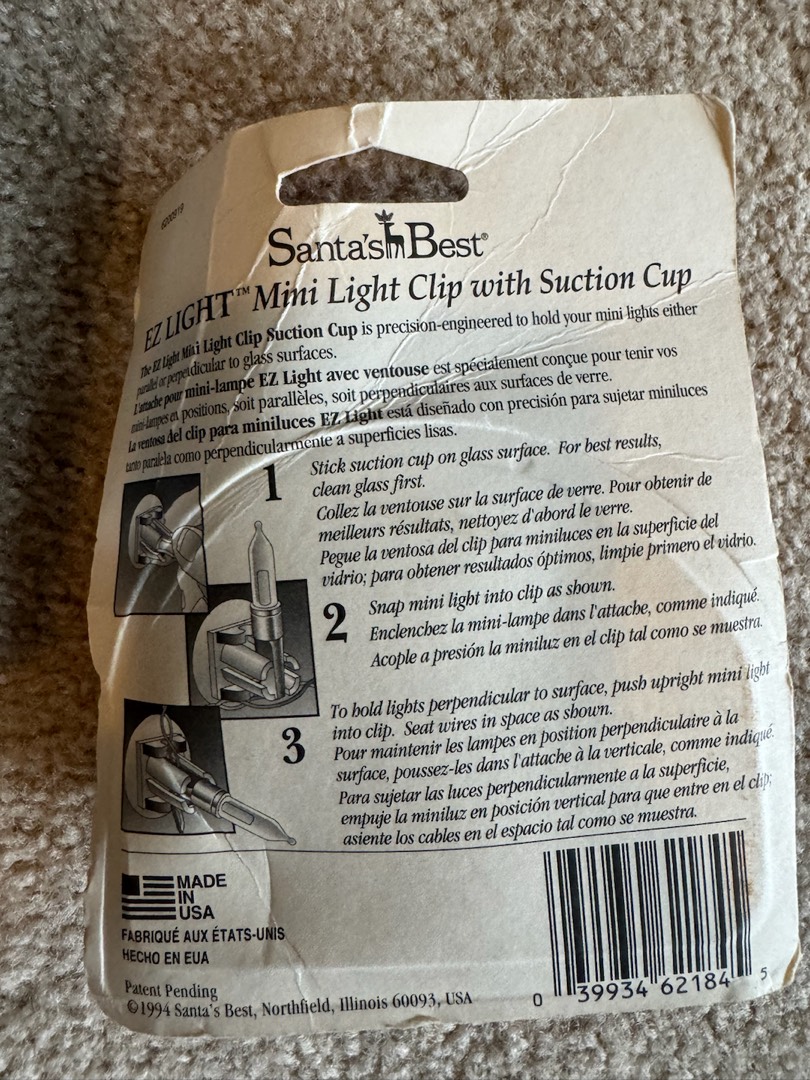 6200919
Santa's Best®
EZ LIGHT™ Mini Light Clip with Suction Cup
The EZ Light Mini Light Clip Suction Cup is precision-engineered to hold your mini lights either
parallel or perpendicular to glass surfaces.
L'attache pour mini-lampe EZ Light avec ventouse est spécialement conçue pour tenir vos
mini-lampes en positions, soit parallèles, soit perpendiculaires aux surfaces de verre.
La ventosa del clip para miniluces EZ Light está diseñado con precisión para sujetar miniluces
tanto paralela como perpendicularmente a superficies lisas.
1
Stick suction cup on glass surface. For best results,
clean glass first.
Collez la ventouse sur la surface de verre. Pour obtenir de
meilleurs résultats, nettoyez d'abord le verre.
Pegue la ventosa del clip para miniluces en la superficie del
vidrio; para obtener resultados óptimos, limpie primero el vidrio.
2
Snap mini light into clip as shown.
Enclenchez la mini-lampe dans l'attache, comme indiqué.
Acople a presión la miniluz en el clip tal como se muestra.
3
To hold lights perpendicular to surface, push upright mini light
into clip. Seat wires in space as shown.
Pour maintenir les lampes en position perpendiculaire à la
surface, poussez-les dans l'attache à la verticale, comme indiqué.
Para sujetar las luces perpendicularmente a la superficie,
empuje la miniluz en posición vertical para que entre en el clip;
asiente los cables en el espacio tal como se muestra.
MADE
IN
USA
FABRIQUÉ AUX ÉTATS-UNIS
HECHO EN EUA
Patent Pending
©1994 Santa's Best, Northfield, Illinois 60093, USA
0 39934 62184 5